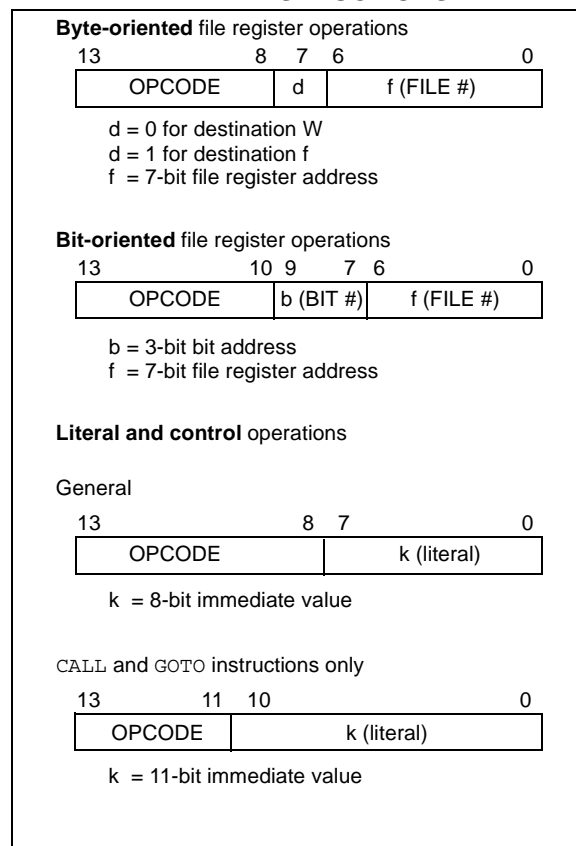 Byte-oriented file register operations
13 8 7 6 0
OPCODE d f (FILE #)
d = 0 for destination W
d = 1 for destination f
f = 7-bit file register address
Bit-oriented file register operations
13 10 9 7 6 0
OPCODE b (BIT #) f (FILE #)
b = 3-bit bit address
f = 7-bit file register address
Literal and control operations
General
13 8 7 0
OPCODE k (literal)
k = 8-bit immediate value
CALL and GOTO instructions only
13 11 10 0
OPCODE k (literal)
k = 11-bit immediate value